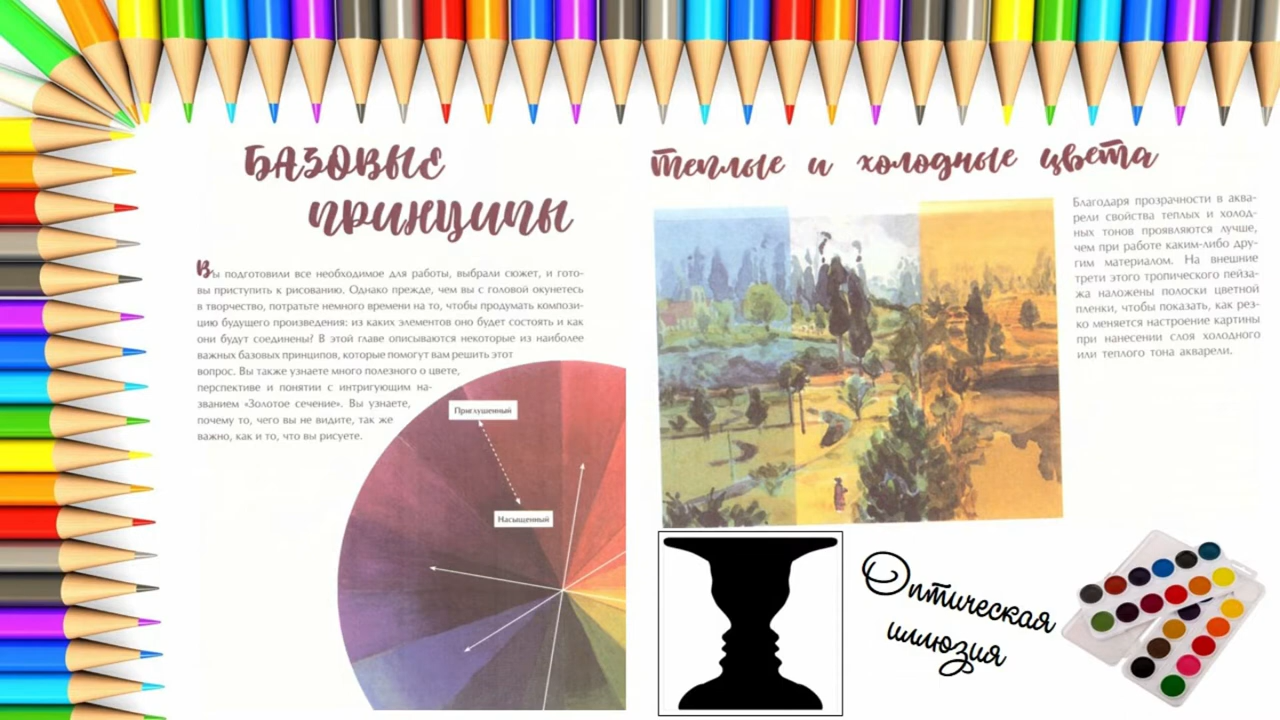 БАЗОВЫЕ
ПРИНЦИПЫ
Вы подготовили все необходимое для работы, выбрали сюжет, и гото-
вы приступить к рисованию. Однако прежде, чем вы с головой окунетесь
в творчество, потратьте немного времени на то, чтобы продумать компози-
цию будущего произведения: из каких элементов оно будет состоять и как
они будут соединены? В этой главе описываются некоторые из наиболее
важных базовых принципов, которые помогут вам решить этот
вопрос. Вы также узнаете много полезного о цвете,
перспективе и понятии с интригующим на-
званием «Золотое сечение». Вы узнаете,
почему то, чего вы не видите, так же
важно, как и то, что вы рисуете.
Приглушенный
Насыщенный
теплые и холодные цвета
Благодаря прозрачности в аква-
рели свойства теплых и холод-
ных тонов проявляются лучше,
чем при работе каким-либо дру-
гим материалом. На внешние
трети этого тропического пейза-
жа наложены полоски цветной
пленки, чтобы показать, как рез-
ко меняется настроение картины
при нанесении слоя холодного
или теплого тона акварели.
Оптическая
иллюзия